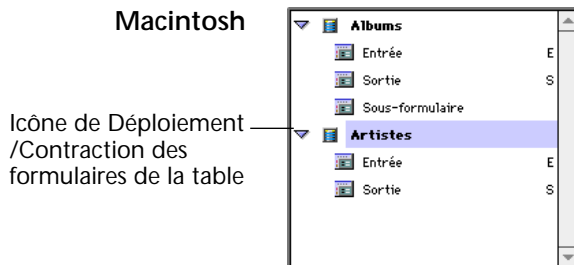 Macintosh
Albums
Entrée E
Sortie S
Sous-formulaire
Icône de Déploiement
/Contraction des
formulaires de la table
Artistes
Entrée E
Sortie S